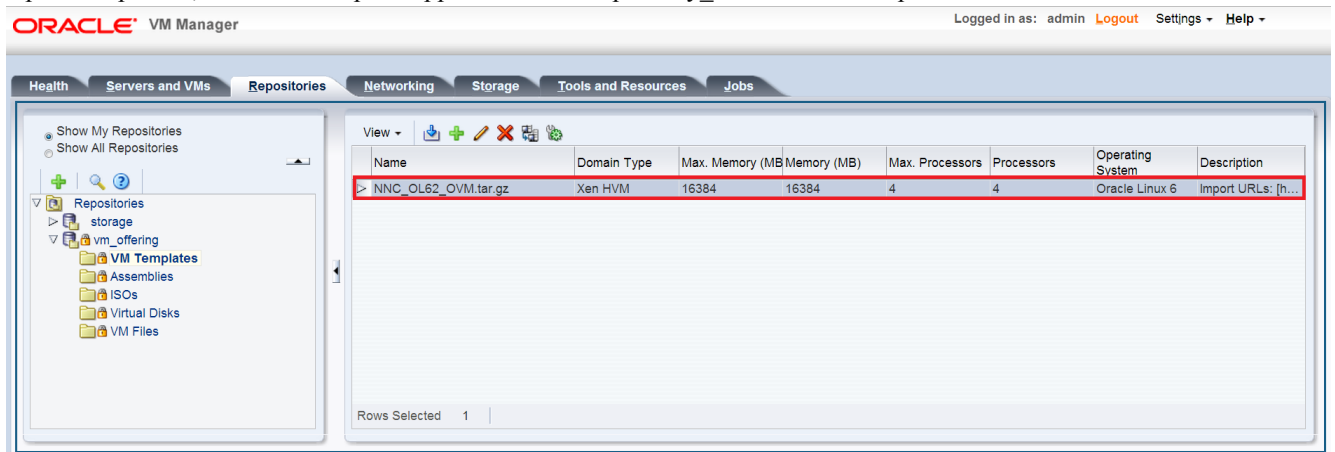 ORACLE VM Manager
Logged in as: admin Logout Settings Help
Health Servers and VMs Repositories Networking Storage Tools and Resources Jobs
Show My Repositories
Show All Repositories
Repositories
storage
vm_offering
VM Templates
Assemblies
ISOs
Virtual Disks
VM Files
View
Name Domain Type Max. Memory (MB Memory (MB) Max. Processors Processors Operating System Description
NNC_OL62_OVM.tar.gz Xen HVM 16384 16384 4 4 Oracle Linux 6 Import URLs: [h...
Rows Selected 1